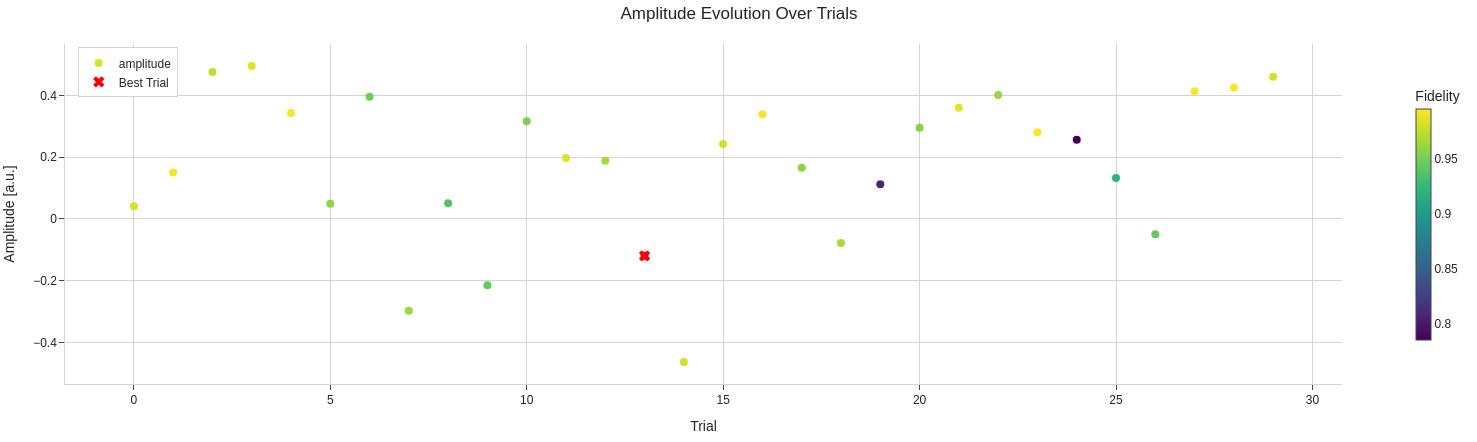 Amplitude Evolution Over Trials
amplitude
Best Trial
Amplitude [a.u.]
0.4
0.2
0
−0.2
−0.4
0
5
10
15
20
25
30
Trial
Fidelity
0.95
0.9
0.85
0.8